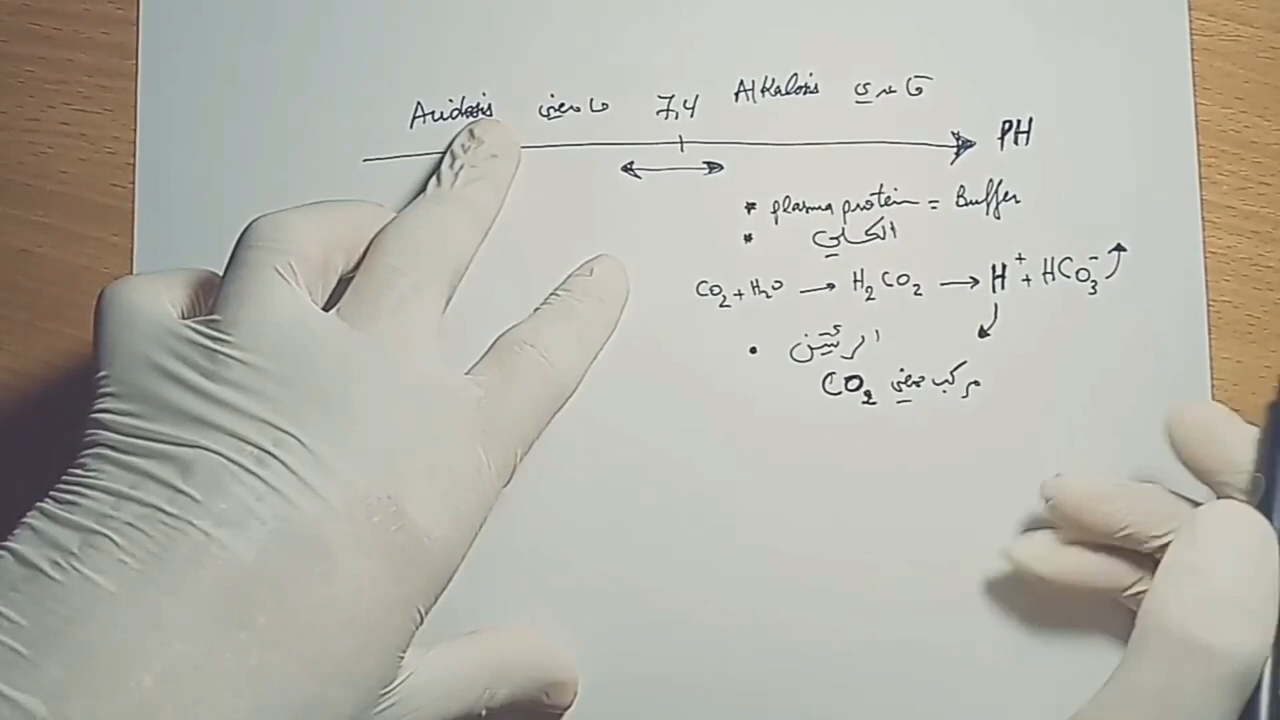 Acidosis حامضي 7,4 Alkalosis قاعدي
PH
* plasma protein = Buffer
* الكلى
CO2 + H2O → H2CO2 → H+ + HCO3-
• الرئتين
مركب حمضي CO2